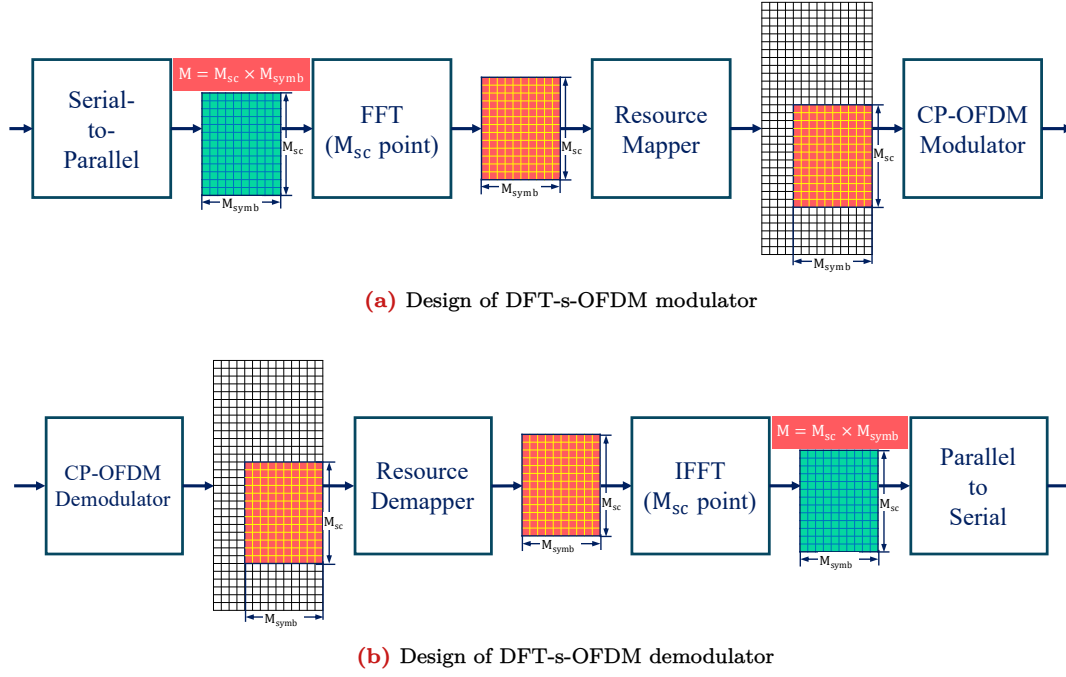 Serial-
to-
Parallel
M = M_sc × M_symb
M_sc
M_symb
FFT
(M_sc point)
M_sc
M_symb
Resource
Mapper
M_sc
M_symb
CP-OFDM
Modulator
(a) Design of DFT-s-OFDM modulator
CP-OFDM
Demodulator
M_sc
M_symb
Resource
Demapper
M_sc
M_symb
IFFT
(M_sc point)
M = M_sc × M_symb
M_sc
M_symb
Parallel
to
Serial
(b) Design of DFT-s-OFDM demodulator